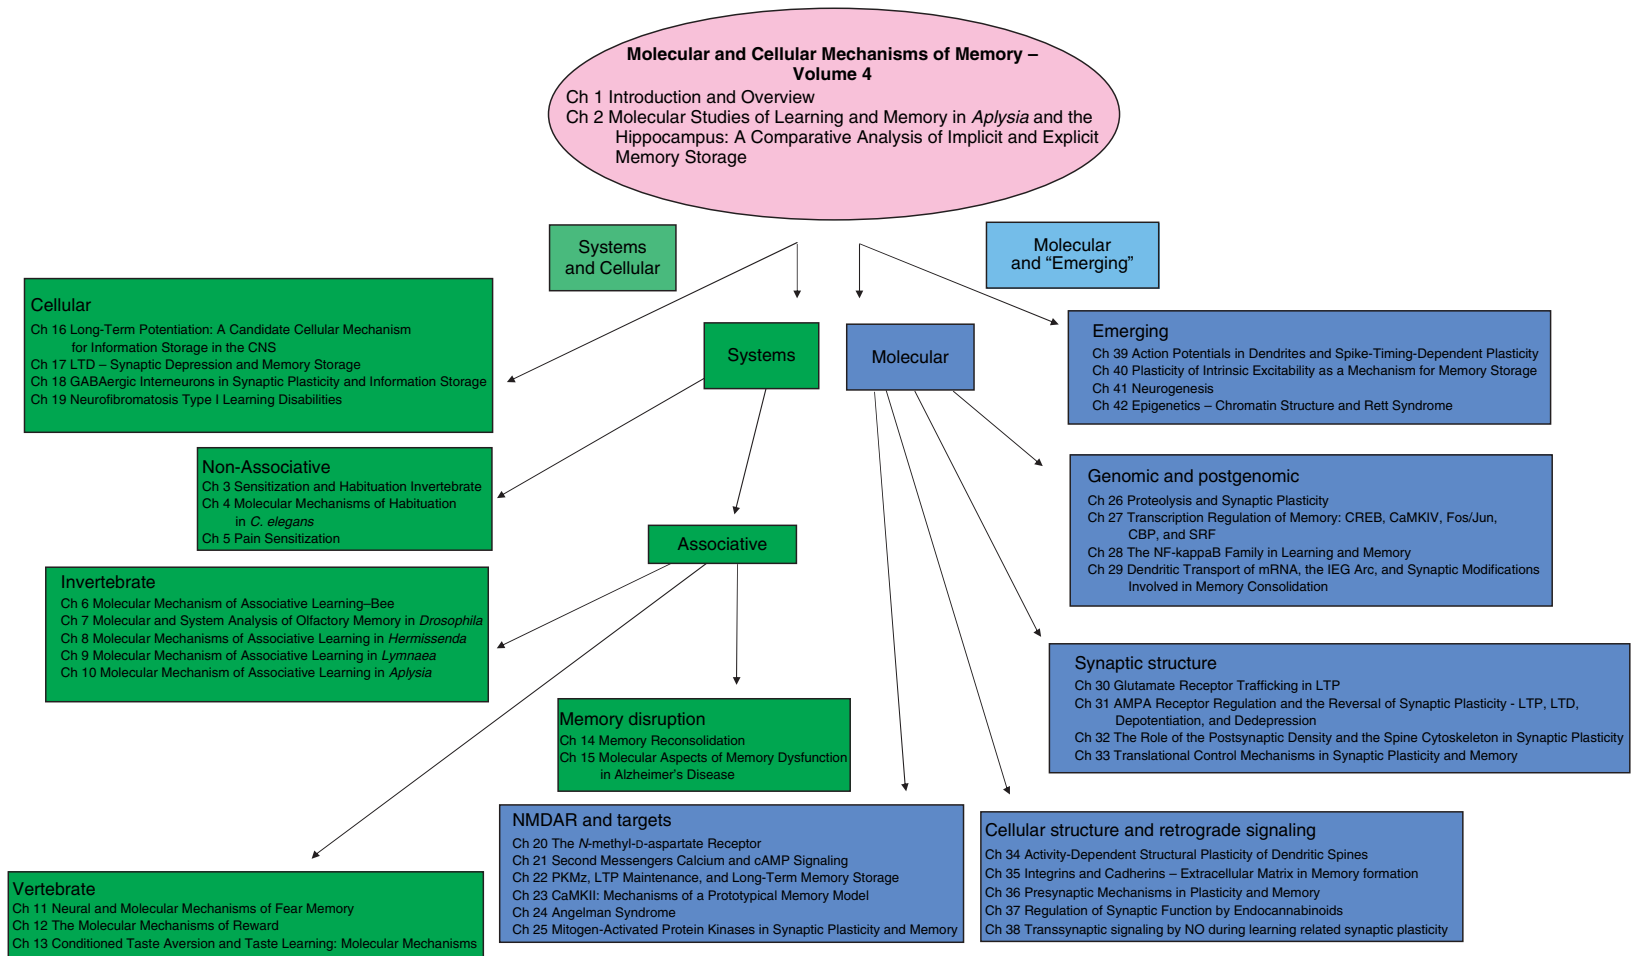 Molecular and Cellular Mechanisms of Memory –
Volume 4
Ch 1 Introduction and Overview
Ch 2 Molecular Studies of Learning and Memory in Aplysia and the
Hippocampus: A Comparative Analysis of Implicit and Explicit
Memory Storage
Systems
and Cellular
Molecular
and “Emerging”
Cellular
Ch 16 Long-Term Potentiation: A Candidate Cellular Mechanism
for Information Storage in the CNS
Ch 17 LTD – Synaptic Depression and Memory Storage
Ch 18 GABAergic Interneurons in Synaptic Plasticity and Information Storage
Ch 19 Neurofibromatosis Type I Learning Disabilities
Systems
Molecular
Emerging
Ch 39 Action Potentials in Dendrites and Spike-Timing-Dependent Plasticity
Ch 40 Plasticity of Intrinsic Excitability as a Mechanism for Memory Storage
Ch 41 Neurogenesis
Ch 42 Epigenetics – Chromatin Structure and Rett Syndrome
Non-Associative
Ch 3 Sensitization and Habituation Invertebrate
Ch 4 Molecular Mechanisms of Habituation
in C. elegans
Ch 5 Pain Sensitization
Genomic and postgenomic
Ch 26 Proteolysis and Synaptic Plasticity
Ch 27 Transcription Regulation of Memory: CREB, CaMKIV, Fos/Jun,
CBP, and SRF
Ch 28 The NF-kappaB Family in Learning and Memory
Ch 29 Dendritic Transport of mRNA, the IEG Arc, and Synaptic Modifications
Involved in Memory Consolidation
Associative
Invertebrate
Ch 6 Molecular Mechanism of Associative Learning–Bee
Ch 7 Molecular and System Analysis of Olfactory Memory in Drosophila
Ch 8 Molecular Mechanisms of Associative Learning in Hermissenda
Ch 9 Molecular Mechanism of Associative Learning in Lymnaea
Ch 10 Molecular Mechanism of Associative Learning in Aplysia
Synaptic structure
Ch 30 Glutamate Receptor Trafficking in LTP
Ch 31 AMPA Receptor Regulation and the Reversal of Synaptic Plasticity - LTP, LTD,
Depotentiation, and Dedepression
Ch 32 The Role of the Postsynaptic Density and the Spine Cytoskeleton in Synaptic Plasticity
Ch 33 Translational Control Mechanisms in Synaptic Plasticity and Memory
Memory disruption
Ch 14 Memory Reconsolidation
Ch 15 Molecular Aspects of Memory Dysfunction
in Alzheimer's Disease
NMDAR and targets
Ch 20 The N-methyl-D-aspartate Receptor
Ch 21 Second Messengers Calcium and cAMP Signaling
Ch 22 PKMz, LTP Maintenance, and Long-Term Memory Storage
Ch 23 CaMKII: Mechanisms of a Prototypical Memory Model
Ch 24 Angelman Syndrome
Ch 25 Mitogen-Activated Protein Kinases in Synaptic Plasticity and Memory
Cellular structure and retrograde signaling
Ch 34 Activity-Dependent Structural Plasticity of Dendritic Spines
Ch 35 Integrins and Cadherins – Extracellular Matrix in Memory formation
Ch 36 Presynaptic Mechanisms in Plasticity and Memory
Ch 37 Regulation of Synaptic Function by Endocannabinoids
Ch 38 Transsynaptic signaling by NO during learning related synaptic plasticity
Vertebrate
Ch 11 Neural and Molecular Mechanisms of Fear Memory
Ch 12 The Molecular Mechanisms of Reward
Ch 13 Conditioned Taste Aversion and Taste Learning: Molecular Mechanisms